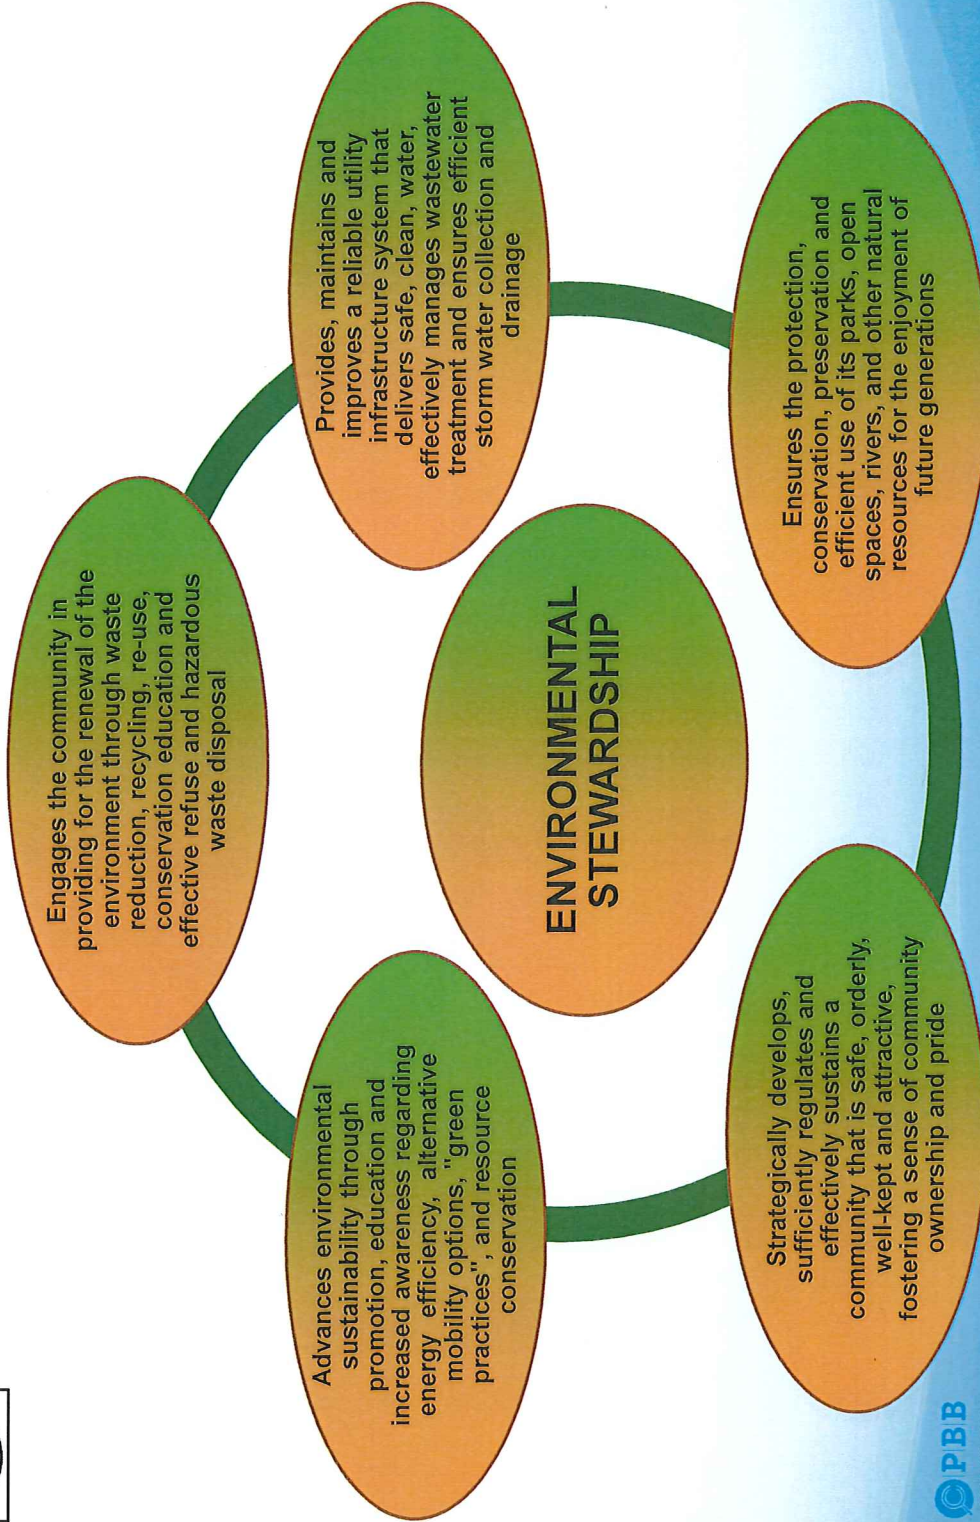 Engages the community in
providing for the renewal of the
environment through waste
reduction, recycling, re-use,
conservation education and
effective refuse and hazardous
waste disposal
Advances environmental
sustainability through
promotion, education and
increased awareness regarding
energy efficiency, alternative
mobility options, "green
practices", and resource
conservation
Provides, maintains and
improves a reliable utility
infrastructure system that
delivers safe, clean, water,
effectively manages wastewater
treatment and ensures efficient
storm water collection and
drainage
ENVIRONMENTAL
STEWARDSHIP
Strategically develops,
sufficiently regulates and
effectively sustains a
community that is safe, orderly,
well-kept and attractive,
fostering a sense of community
ownership and pride
Ensures the protection,
conservation, preservation and
efficient use of its parks, open
spaces, rivers, and other natural
resources for the enjoyment of
future generations
PBB